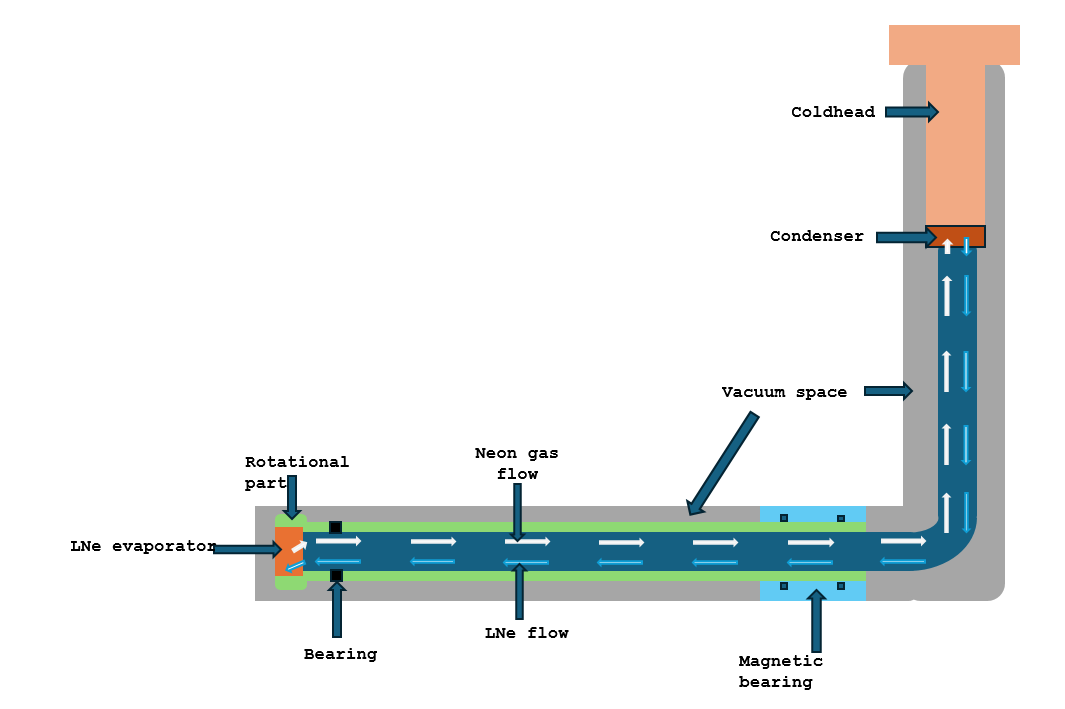 Coldhead
Condenser
Vacuum space
Neon gas
flow
Rotational
part
LNe evaporator
LNe flow
Bearing
Magnetic
bearing